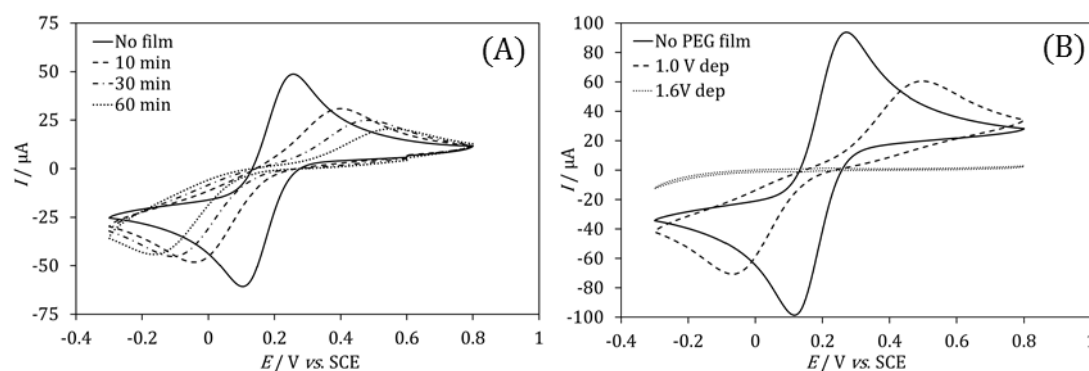 (A)
No film
10 min
30 min
60 min
75
50
25
0
-25
-50
-75
I / µA
-0.4 -0.2 0 0.2 0.4 0.6 0.8 1
E / V vs. SCE
(B)
No PEG film
1.0 V dep
1.6V dep
100
80
60
40
20
0
-20
-40
-60
-80
-100
I / µA
-0.4 -0.2 0 0.2 0.4 0.6 0.8 1
E / V vs. SCE